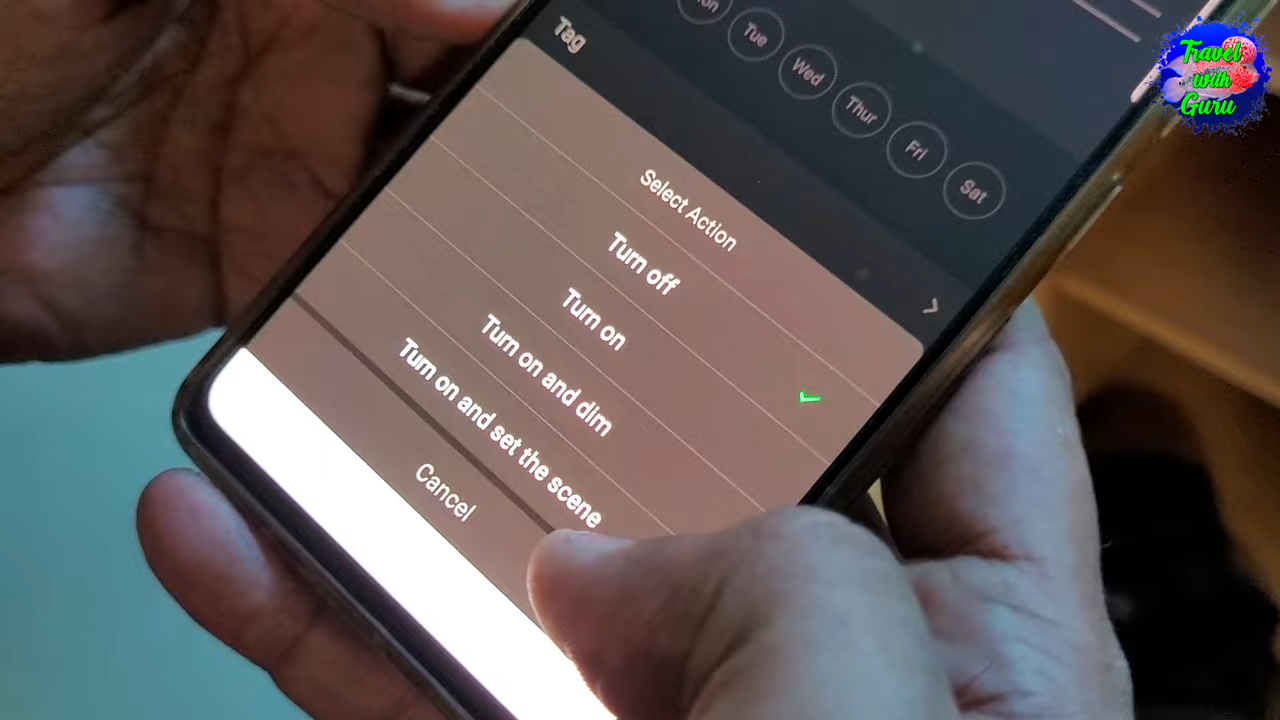 Tue
Wed
Thur
Fri
Sat
Tag
Select Action
Turn off
Turn on
Turn on and dim
Turn on and set the scene
Cancel
Travel
with
Guru